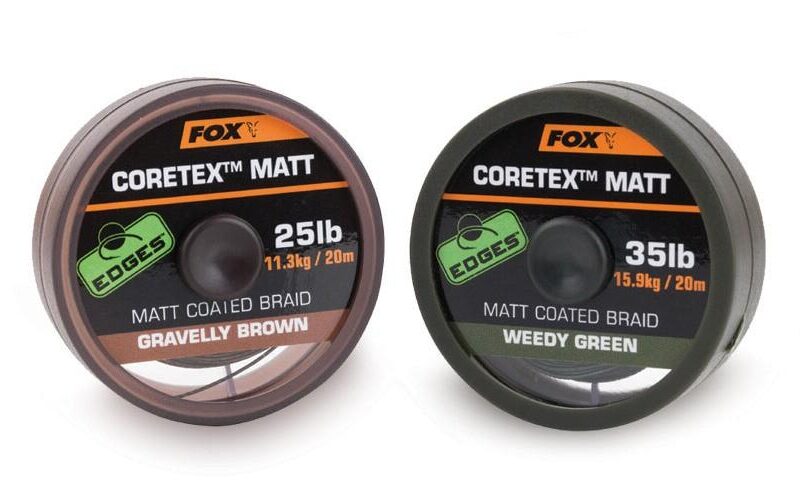 FOX
CORETEX™ MATT
EDGES
25lb
11.3kg / 20m
MATT COATED BRAID
GRAVELLY BROWN
FOX
CORETEX™ MATT
EDGES
35lb
15.9kg / 20m
MATT COATED BRAID
WEEDY GREEN